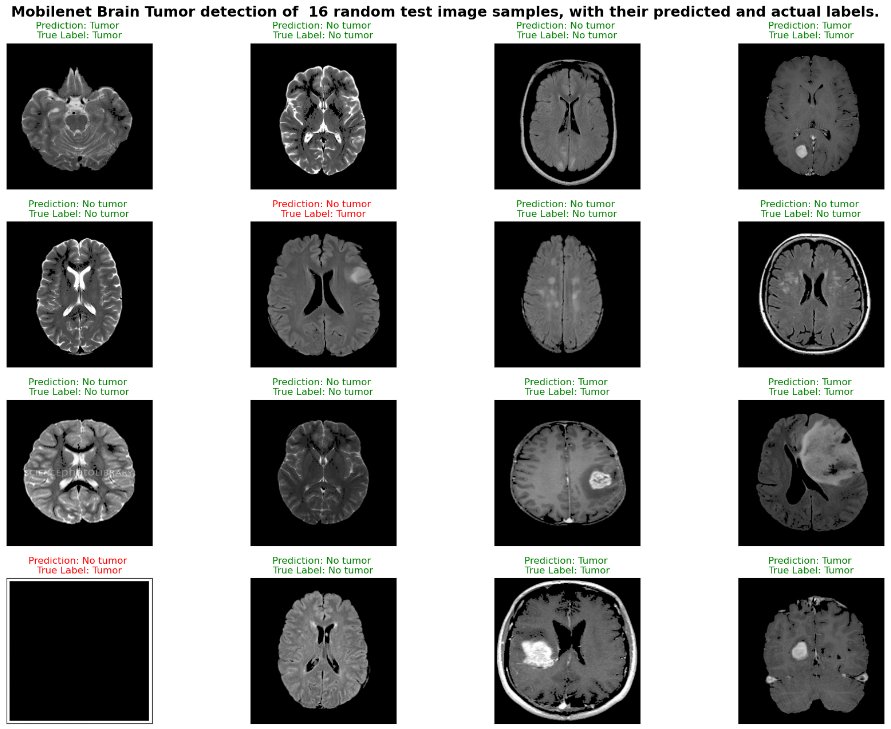 Mobilenet Brain Tumor detection of  16 random test image samples, with their predicted and actual labels.
Prediction: Tumor
True Label: Tumor
Prediction: No tumor
True Label: No tumor
Prediction: No tumor
True Label: No tumor
Prediction: Tumor
True Label: Tumor
Prediction: No tumor
True Label: No tumor
Prediction: No tumor
True Label: Tumor
Prediction: No tumor
True Label: No tumor
Prediction: No tumor
True Label: No tumor
Prediction: No tumor
True Label: No tumor
SCIENCEPHOTOLIBRARY
Prediction: No tumor
True Label: No tumor
Prediction: Tumor
True Label: Tumor
Prediction: Tumor
True Label: Tumor
Prediction: No tumor
True Label: Tumor
Prediction: No tumor
True Label: No tumor
Prediction: Tumor
True Label: Tumor
Prediction: Tumor
True Label: Tumor